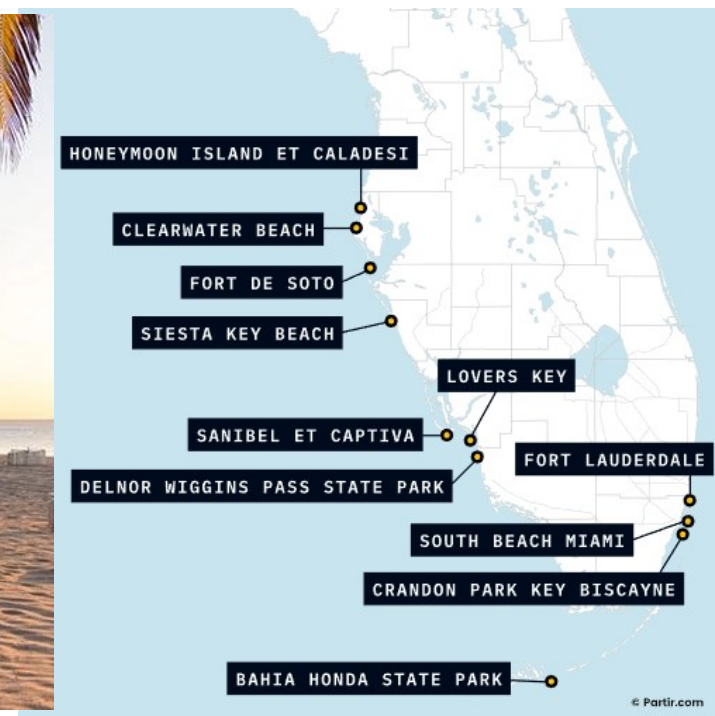 HONEYMOON ISLAND ET CALADESI
CLEARWATER BEACH
FORT DE SOTO
SIESTA KEY BEACH
LOVERS KEY
SANIBEL ET CAPTIVA
FORT LAUDERDALE
DELNOR WIGGINS PASS STATE PARK
SOUTH BEACH MIAMI
CRANDON PARK KEY BISCAYNE
BAHIA HONDA STATE PARK
© Partir.com